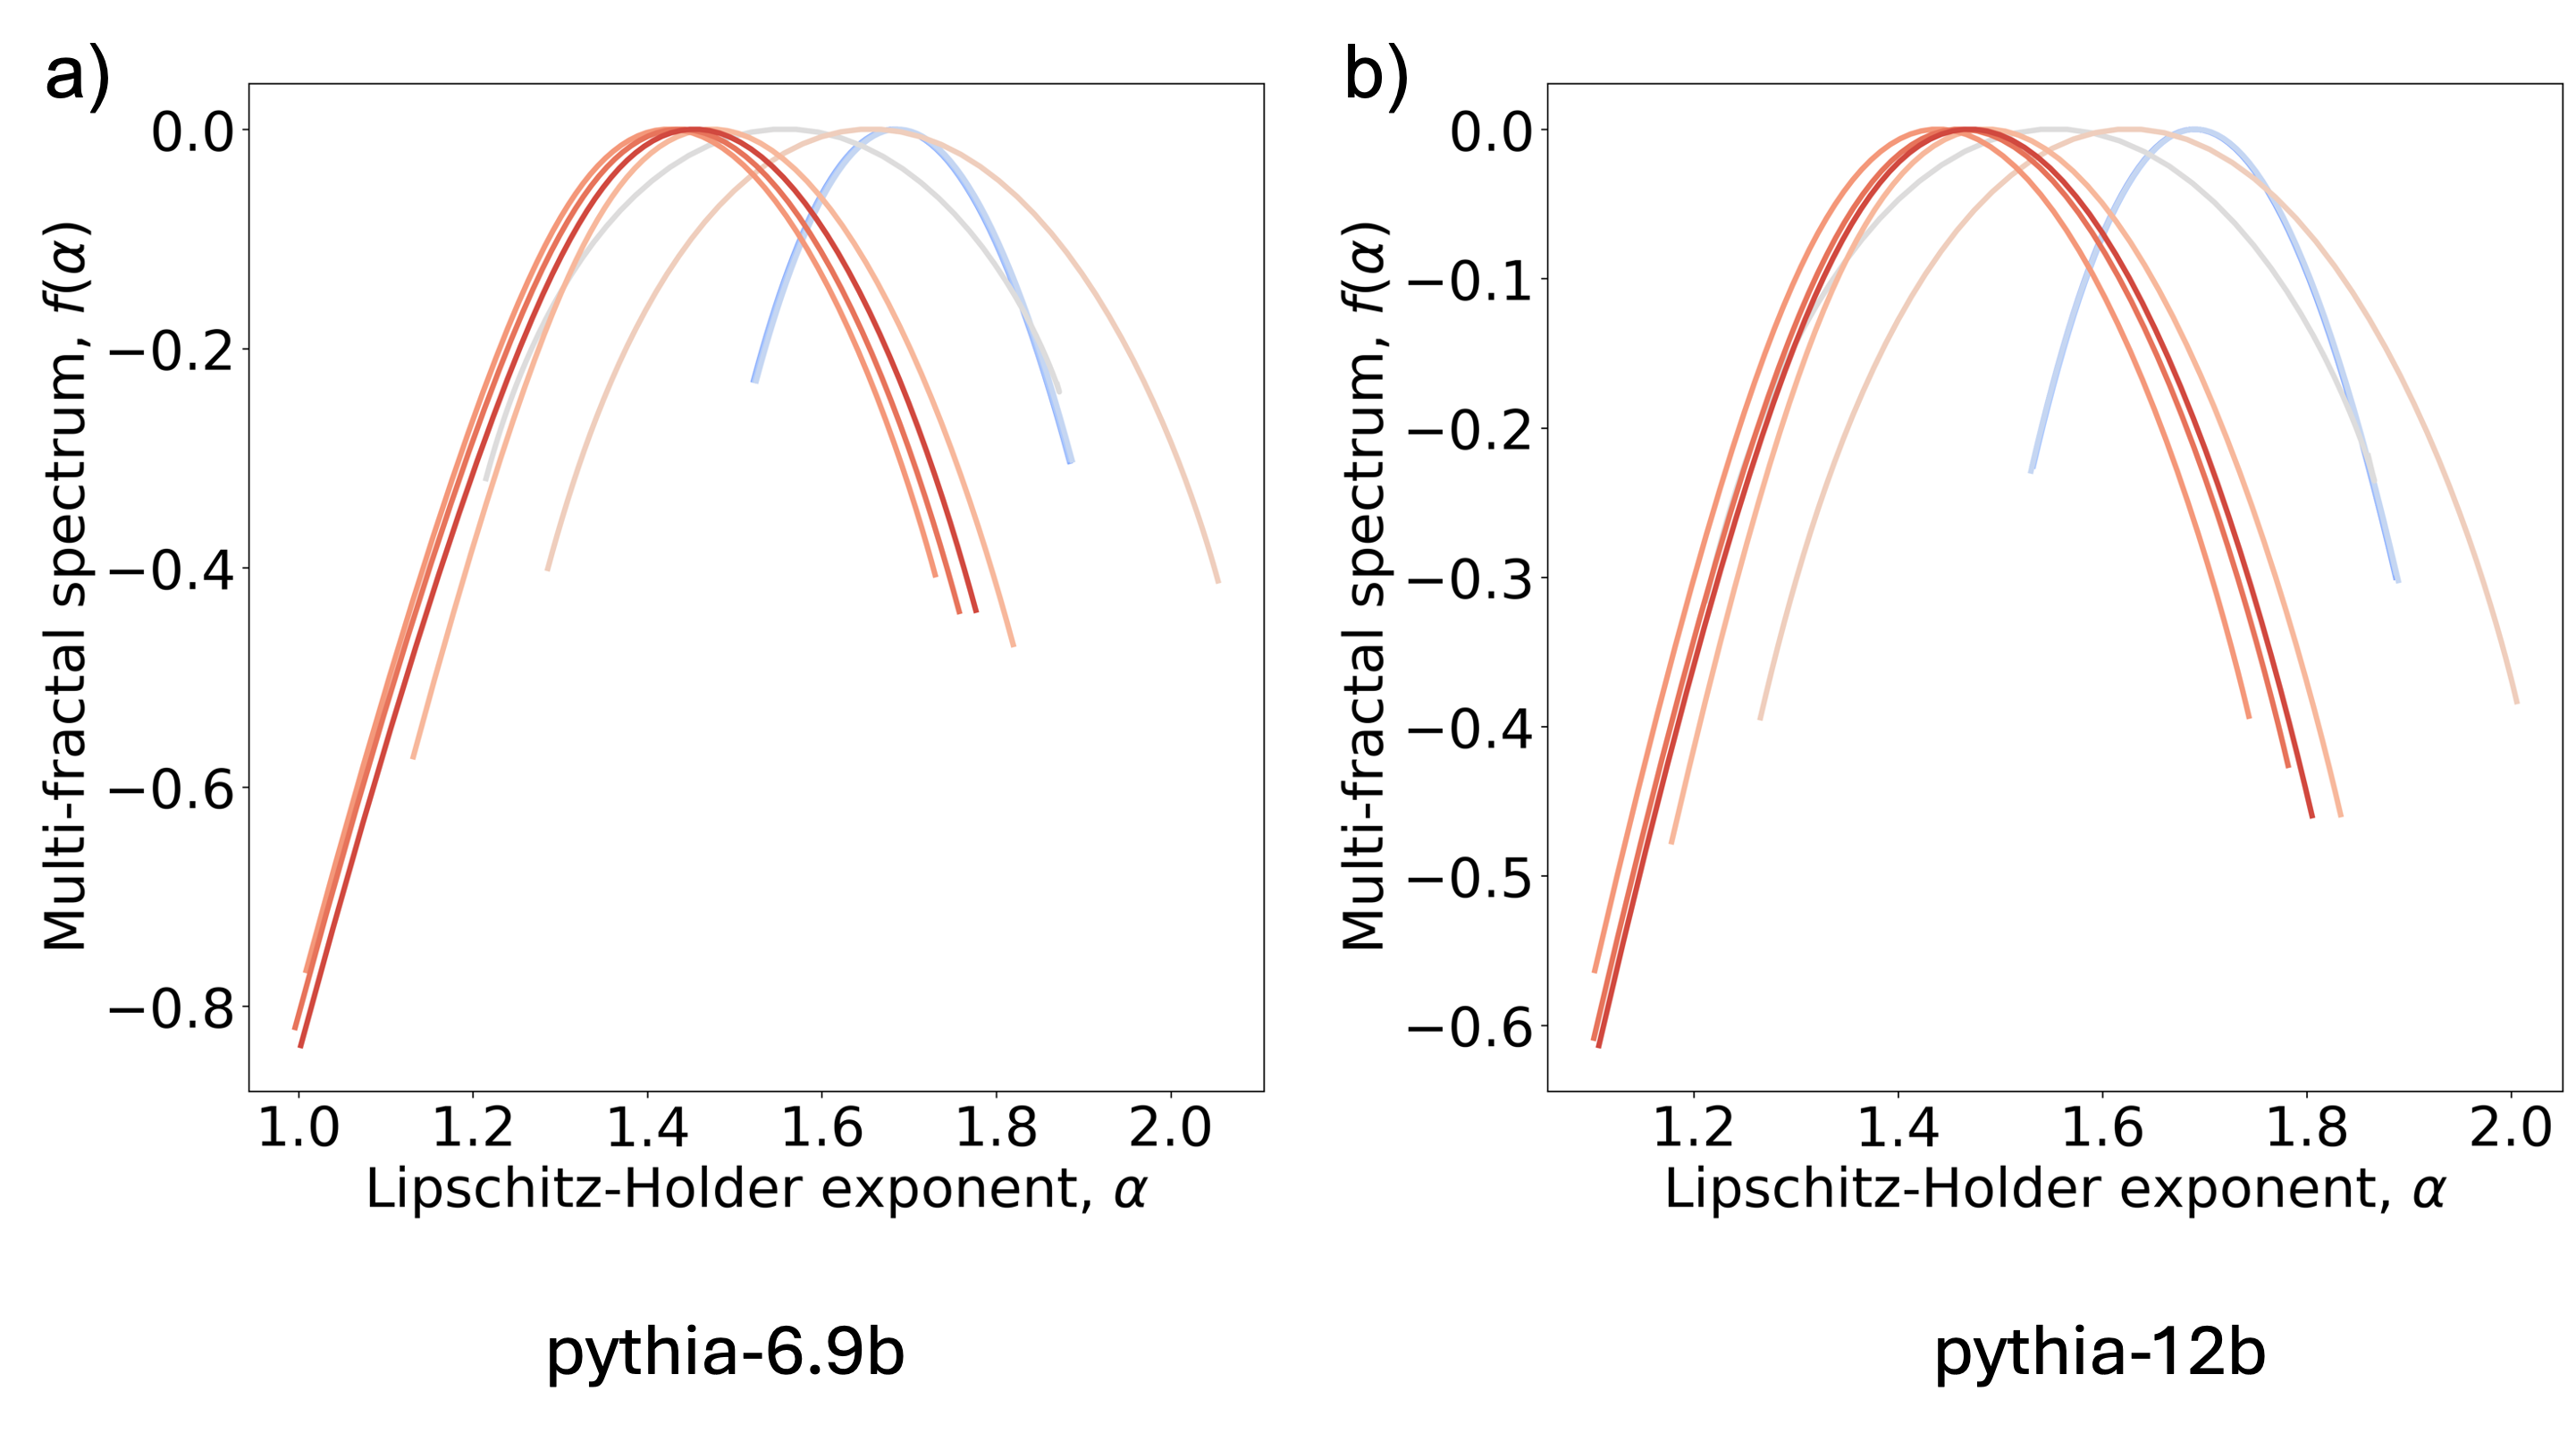 a)
Multi-fractal spectrum, f(α)
0.0
−0.2
−0.4
−0.6
−0.8
1.0 1.2 1.4 1.6 1.8 2.0
Lipschitz-Holder exponent, α
pythia-6.9b
b)
Multi-fractal spectrum, f(α)
0.0
−0.1
−0.2
−0.3
−0.4
−0.5
−0.6
1.2 1.4 1.6 1.8 2.0
Lipschitz-Holder exponent, α
pythia-12b